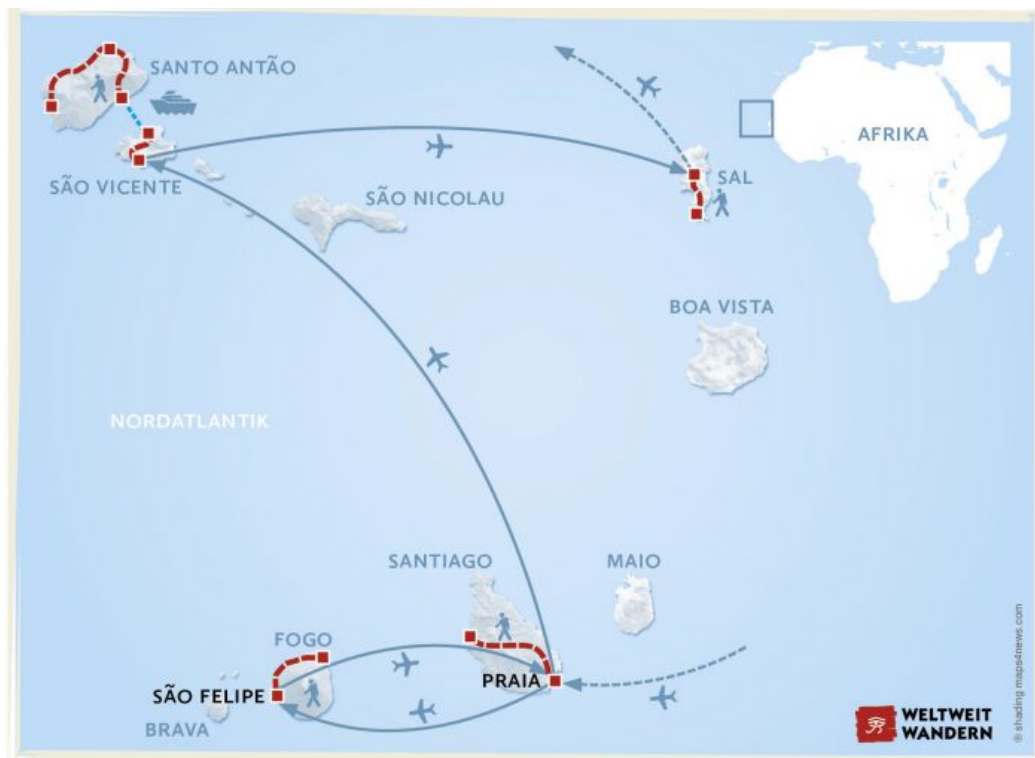 SANTO ANTÃO
AFRIKA
SAL
SÃO VICENTE
SÃO NICOLAU
BOA VISTA
NORDATLANTIK
SANTIAGO
MAIO
FOGO
PRAIA
SÃO FELIPE
BRAVA
WELTWEIT
WANDERN
© shading maps4news.com